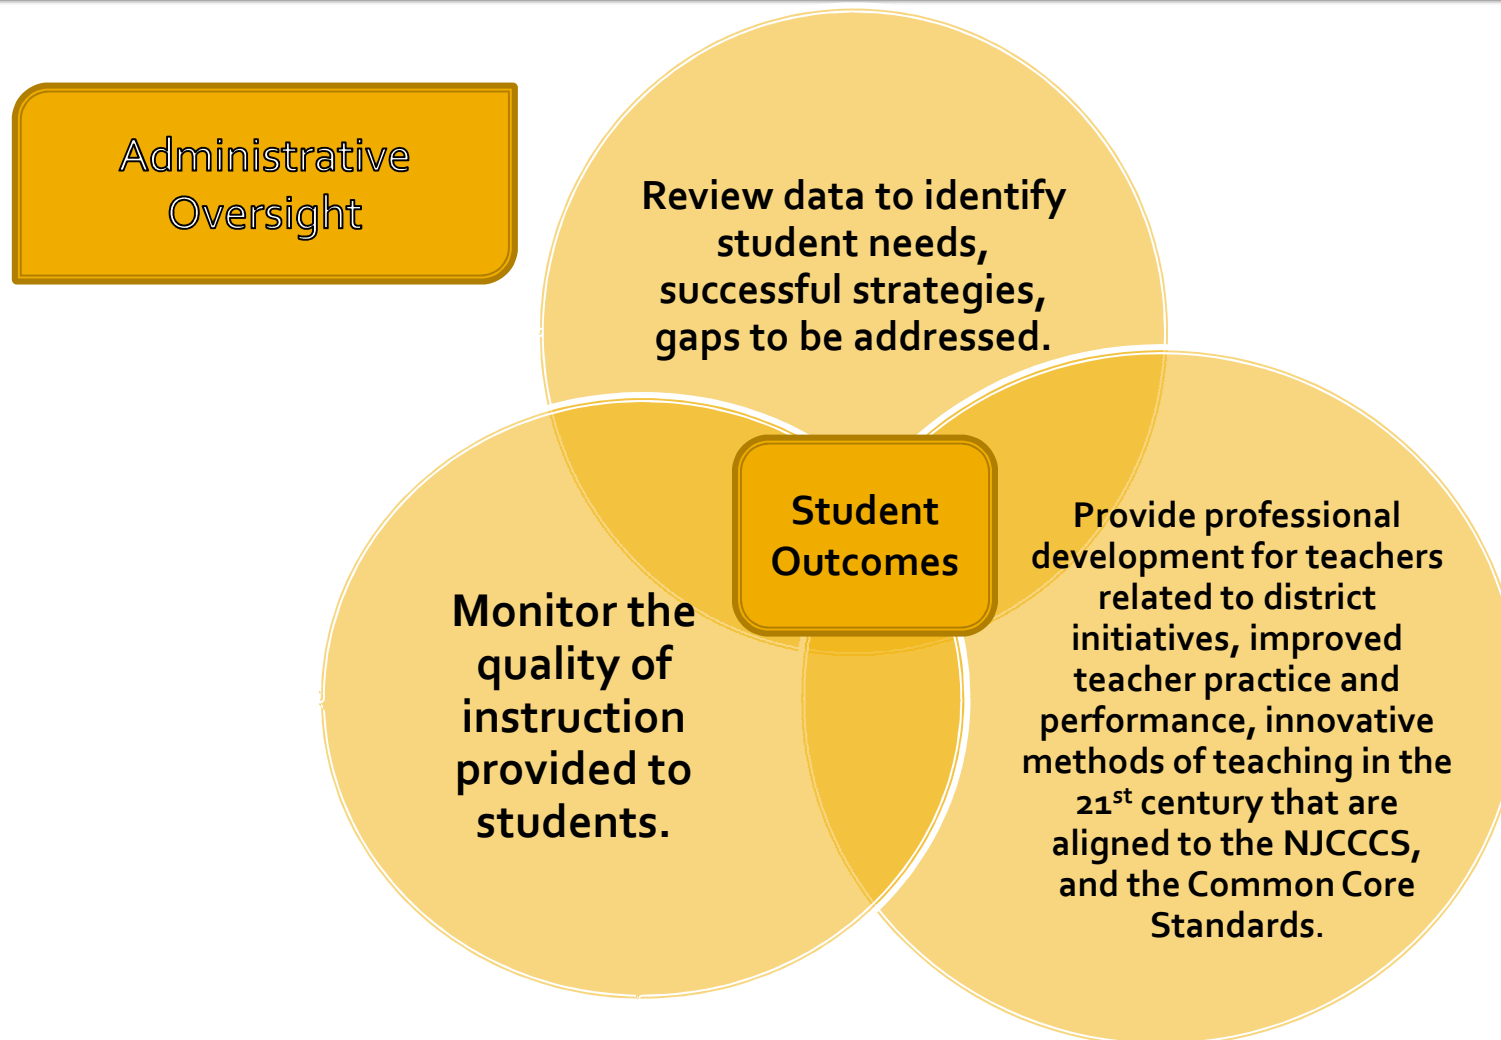 Administrative
Oversight
Review data to identify
student needs,
successful strategies,
gaps to be addressed.
Student
Outcomes
Monitor the
quality of
instruction
provided to
students.
Provide professional
development for teachers
related to district
initiatives, improved
teacher practice and
performance, innovative
methods of teaching in the
21st century that are
aligned to the NJCCCS,
and the Common Core
Standards.